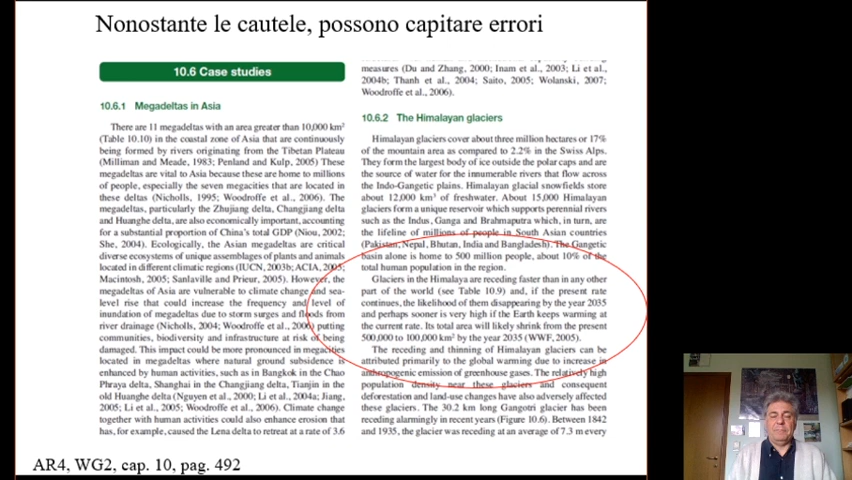 Nonostante le cautele, possono capitare errori
10.6 Case studies
10.6.1 Megadeltas in Asia
There are 11 megadeltas with an area greater than 10,000 km²
(Table 10.10) in the coastal zone of Asia that are continuously
being formed by rivers originating from the Tibetan Plateau
(Milliman and Meade, 1983; Penland and Kulp, 2005) These
megadeltas are vital to Asia because these are home to millions
of people, especially the seven megacities that are located in
these deltas (Nicholls, 1995; Woodroffe et al., 2006). The
megadeltas, particularly the Zhujiang delta, Changjiang delta
and Huanghe delta, are also economically important, accounting
for a substantial proportion of China's total GDP (Niou, 2002;
She, 2004). Ecologically, the Asian megadeltas are critical
diverse ecosystems of unique assemblages of plants and animals
located in different climatic regions (IUCN, 2003b; ACIA, 2005;
Macintosh, 2005; Sanlaville and Prieur, 2005). However, the
megadeltas of Asia are vulnerable to climate change and sea-
level rise that could increase the frequency and level of
inundation of megadeltas due to storm surges and floods from
river drainage (Nicholls, 2004; Woodroffe et al., 2006) putting
communities, biodiversity and infrastructure at risk of being
damaged. This impact could be more pronounced in megacities
located in megadeltas where natural ground subsidence is
enhanced by human activities, such as in Bangkok in the Chao
Phraya delta, Shanghai in the Changjiang delta, Tianjin in the
old Huanghe delta (Nguyen et al., 2000; Li et al., 2004a; Jiang,
2005; Li et al., 2005; Woodroffe et al., 2006). Climate change
together with human activities could also enhance erosion that
has, for example, caused the Lena delta to retreat at a rate of 3.6
measures (Du and Zhang, 2000; Inam et al., 2003; Li et al.,
2004b; Thanh et al., 2004; Saito, 2005; Wolanski, 2007;
Woodroffe et al., 2006).
10.6.2 The Himalayan glaciers
Himalayan glaciers cover about three million hectares or 17%
of the mountain area as compared to 2.2% in the Swiss Alps.
They form the largest body of ice outside the polar caps and are
the source of water for the innumerable rivers that flow across
the Indo-Gangetic plains. Himalayan glacial snowfields store
about 12,000 km³ of freshwater. About 15,000 Himalayan
glaciers form a unique reservoir which supports perennial rivers
such as the Indus, Ganga and Brahmaputra which, in turn, are
the lifeline of millions of people in South Asian countries
(Pakistan, Nepal, Bhutan, India and Bangladesh). The Gangetic
basin alone is home to 500 million people, about 10% of the
total human population in the region.
Glaciers in the Himalaya are receding faster than in any other
part of the world (see Table 10.9) and, if the present rate
continues, the likelihood of them disappearing by the year 2035
and perhaps sooner is very high if the Earth keeps warming at
the current rate. Its total area will likely shrink from the present
500,000 to 100,000 km² by the year 2035 (WWF, 2005).
The receding and thinning of Himalayan glaciers can be
attributed primarily to the global warming due to increase in
anthropogenic emission of greenhouse gases. The relatively high
population density near these glaciers and consequent
deforestation and land-use changes have also adversely affected
these glaciers. The 30.2 km long Gangotri glacier has been
receding alarmingly in recent years (Figure 10.6). Between 1842
and 1935, the glacier was receding at an average of 7.3 m every
AR4, WG2, cap. 10, pag. 492